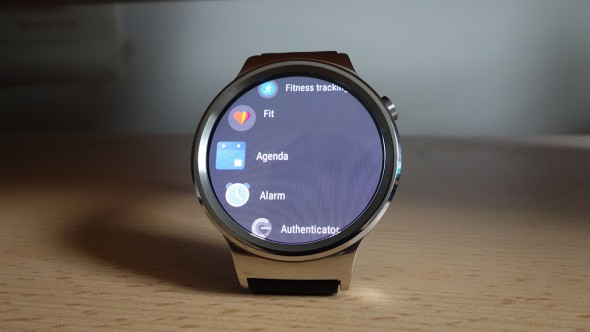 Fitness tracking
Fit
Agenda
Alarm
Authenticator